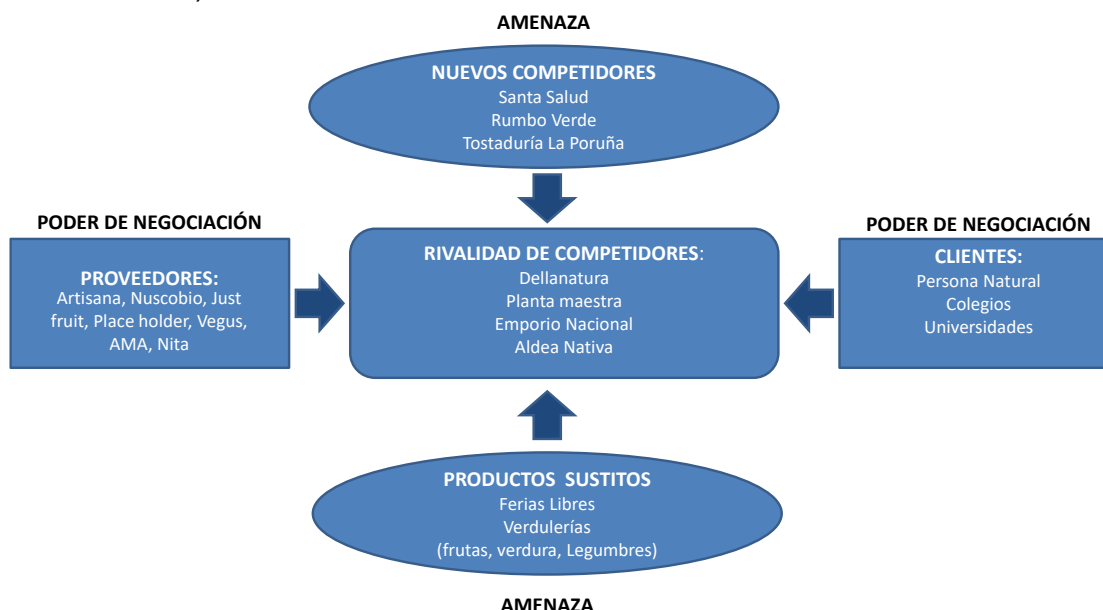 AMENAZA
NUEVOS COMPETIDORES
Santa Salud
Rumbo Verde
Tostaduría La Poruña
PODER DE NEGOCIACIÓN
PROVEEDORES:
Artisana, Nuscobio, Just
fruit, Place holder, Vegus,
AMA, Nita
RIVALIDAD DE COMPETIDORES:
Dellanatura
Planta maestra
Emporio Nacional
Aldea Nativa
PODER DE NEGOCIACIÓN
CLIENTES:
Persona Natural
Colegios
Universidades
PRODUCTOS  SUSTITOS
Ferias Libres
Verdulerías
(frutas, verdura, Legumbres)
AMENAZA